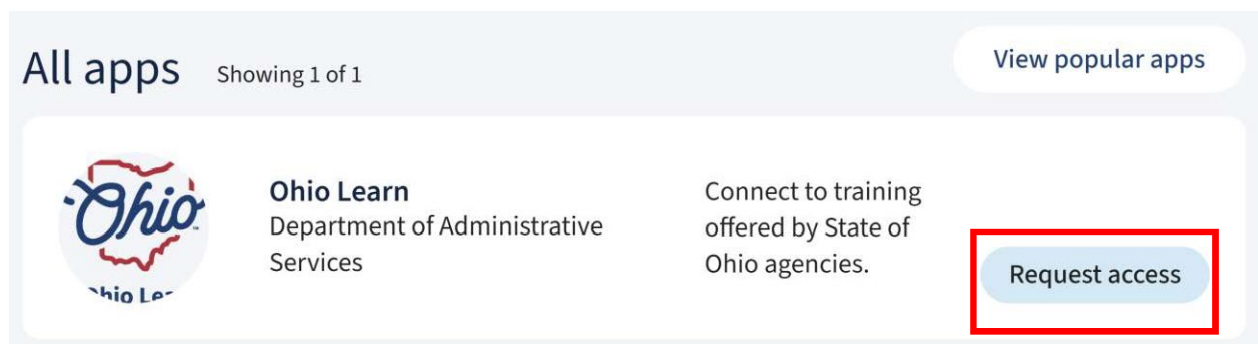 All apps Showing 1 of 1 View popular apps
Ohio
Ohio Learn
Department of Administrative
Services
Connect to training
offered by State of
Ohio agencies.
Request access